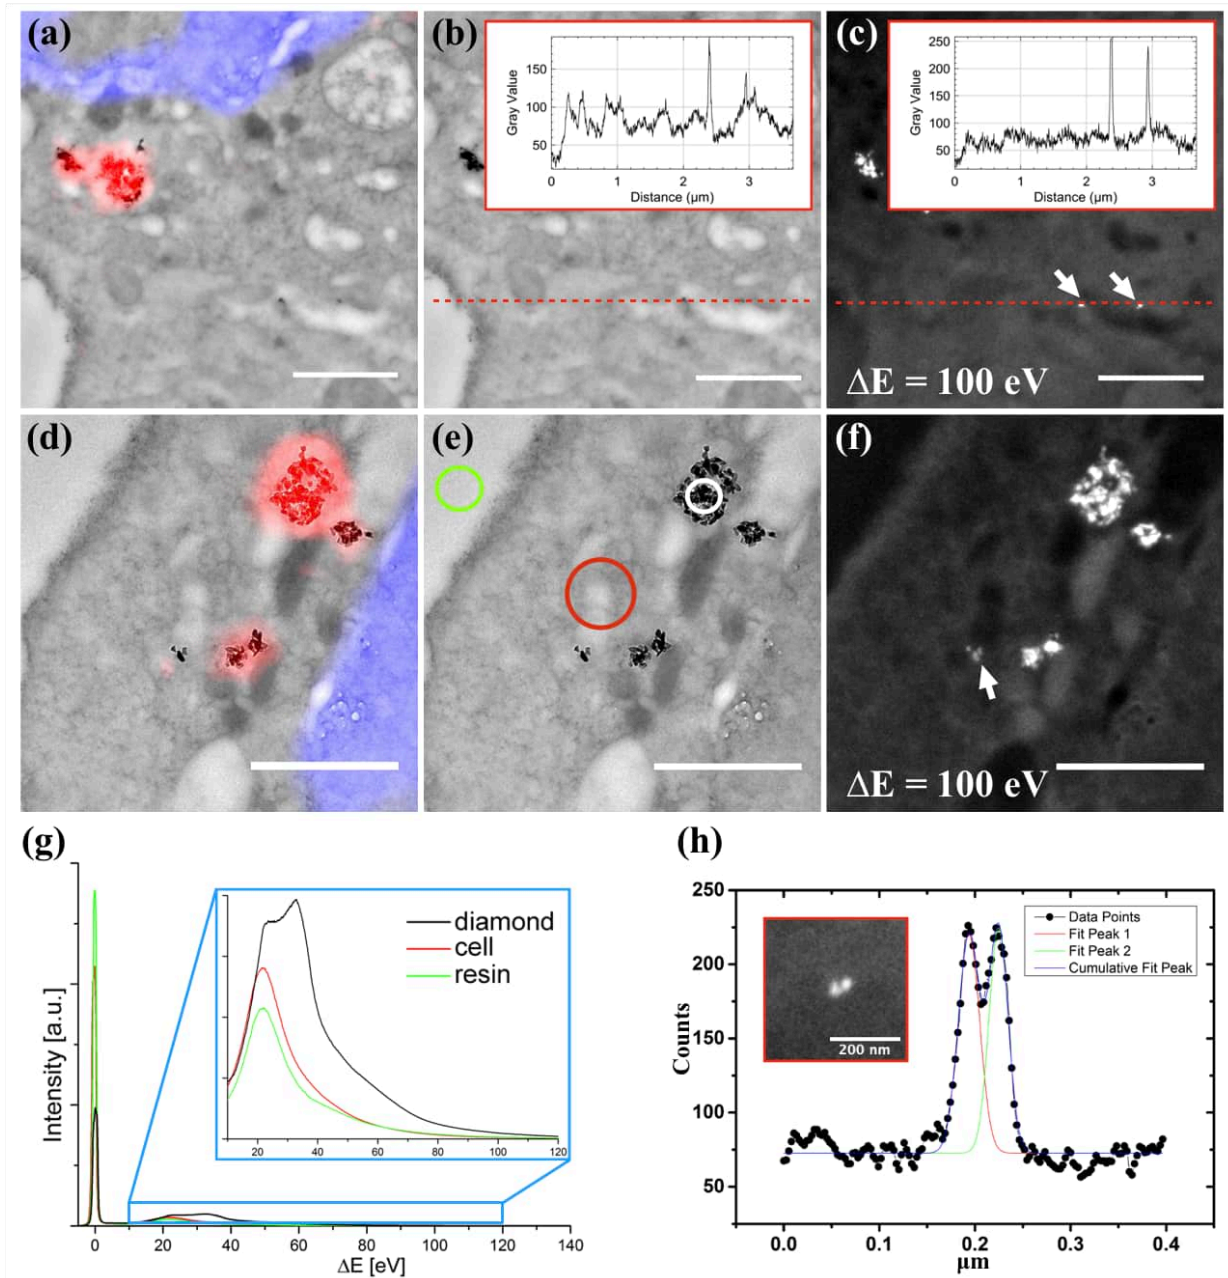 (a)
(b)
150
100
50
Gray Value
0 1 2 3
Distance (μm)
(c)
250
200
150
100
50
Gray Value
0 1 2 3
Distance (μm)
ΔE = 100 eV
(d)
(e)
(f)
ΔE = 100 eV
(g)
Intensity [a.u.]
diamond
cell
resin
20 40 60 80 100 120
0 20 40 60 80 100 120 140
ΔE [eV]
(h)
250
200
150
100
50
Counts
200 nm
Data Points
Fit Peak 1
Fit Peak 2
Cumulative Fit Peak
0.0 0.1 0.2 0.3 0.4
μm